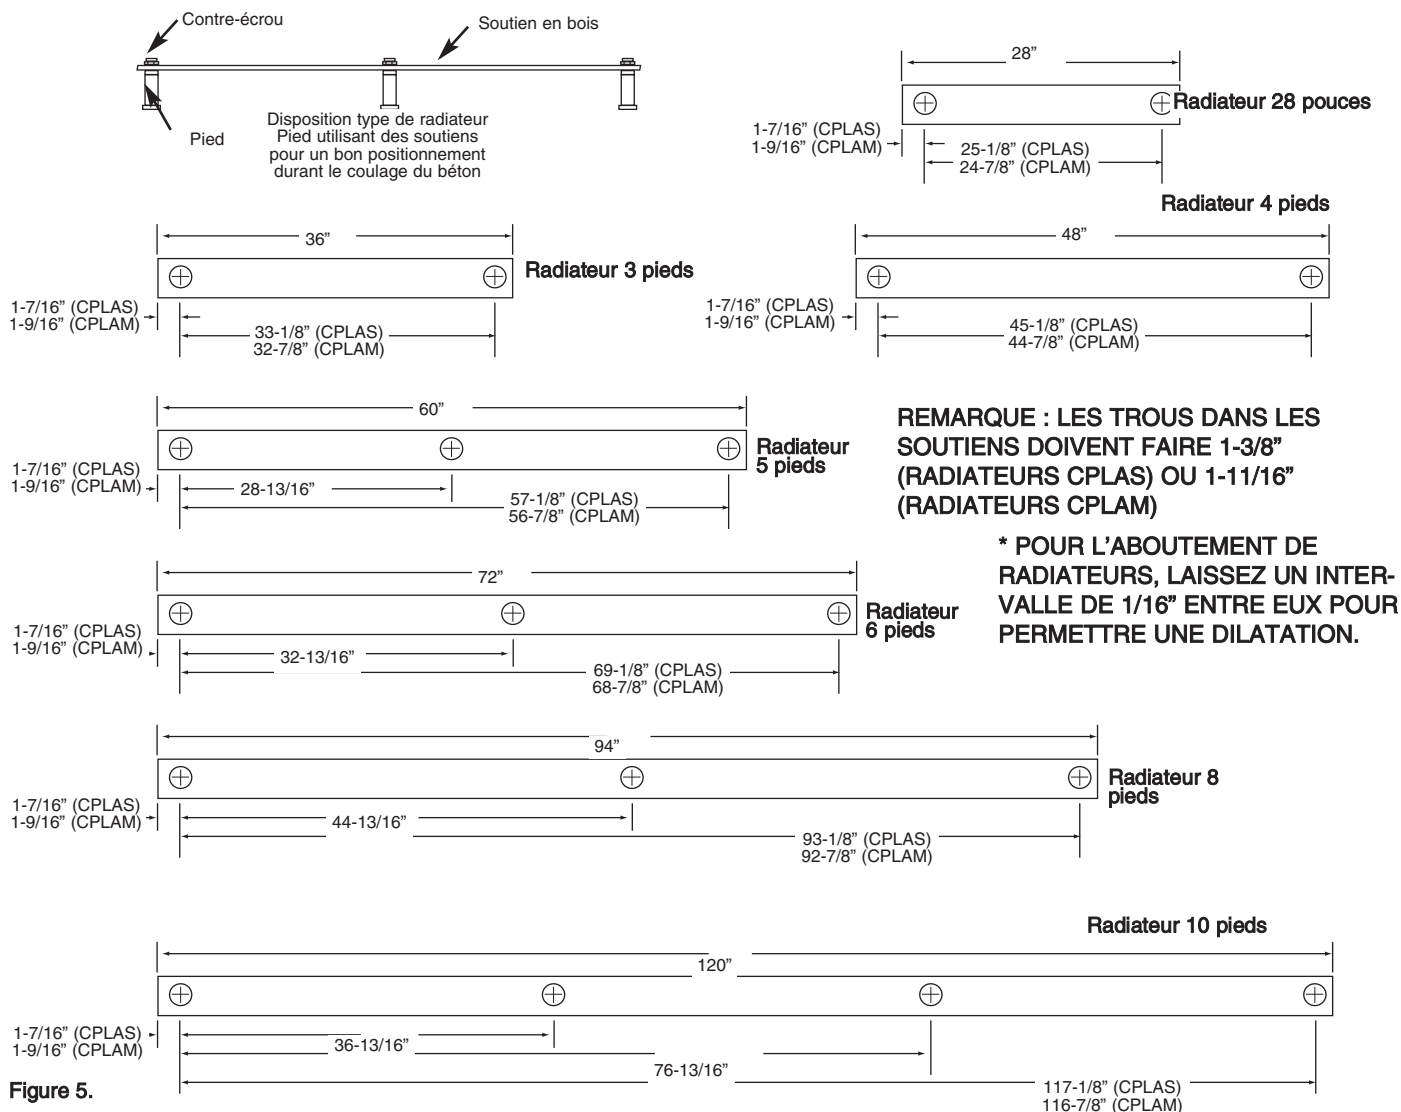 Contre-écrou
Soutien en bois
Pied
Disposition type de radiateur
Pied utilisant des soutiens
pour un bon positionnement
durant le coulage du béton
28”
Radiateur 28 pouces
1-7/16” (CPLAS)
1-9/16” (CPLAM)
25-1/8” (CPLAS)
24-7/8” (CPLAM)
36”
Radiateur 3 pieds
1-7/16” (CPLAS)
1-9/16” (CPLAM)
33-1/8” (CPLAS)
32-7/8” (CPLAM)
Radiateur 4 pieds
48”
1-7/16” (CPLAS)
1-9/16” (CPLAM)
45-1/8” (CPLAS)
44-7/8” (CPLAM)
60”
Radiateur
5 pieds
1-7/16” (CPLAS)
1-9/16” (CPLAM)
28-13/16”
57-1/8” (CPLAS)
56-7/8” (CPLAM)
REMARQUE : LES TROUS DANS LES
SOUTIENS DOIVENT FAIRE 1-3/8”
(RADIATEURS CPLAS) OU 1-11/16”
(RADIATEURS CPLAM)
* POUR L’ABOUTEMENT DE
RADIATEURS, LAISSEZ UN INTER-
VALLE DE 1/16” ENTRE EUX POUR
PERMETTRE UNE DILATATION.
72”
Radiateur
6 pieds
1-7/16” (CPLAS)
1-9/16” (CPLAM)
32-13/16”
69-1/8” (CPLAS)
68-7/8” (CPLAM)
94”
Radiateur 8
pieds
1-7/16” (CPLAS)
1-9/16” (CPLAM)
44-13/16”
93-1/8” (CPLAS)
92-7/8” (CPLAM)
Radiateur 10 pieds
120”
1-7/16” (CPLAS)
1-9/16” (CPLAM)
36-13/16”
76-13/16”
117-1/8” (CPLAS)
116-7/8” (CPLAM)
Figure 5.